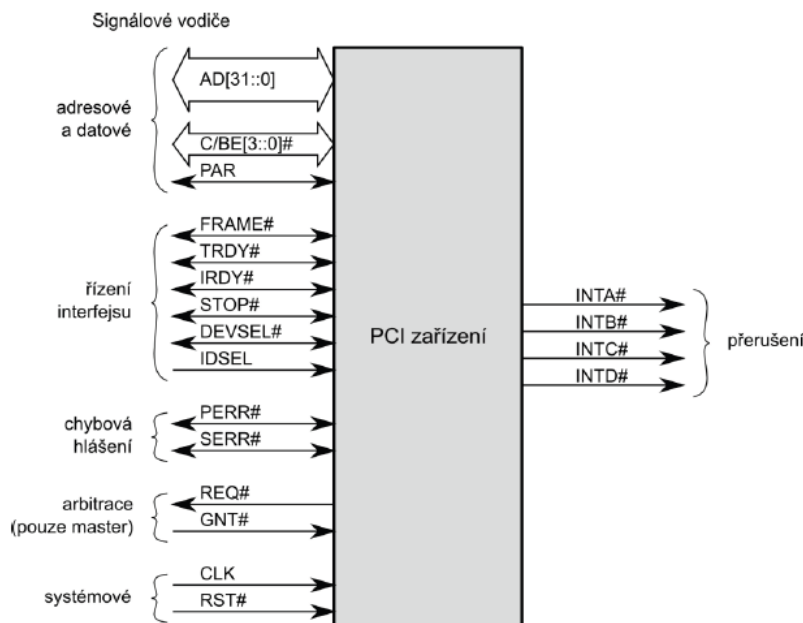 Signálové vodiče
adresové
a datové
AD[31::0]
C/BE[3::0]#
PAR
řízení
interfejsu
FRAME#
TRDY#
IRDY#
STOP#
DEVSEL#
IDSEL
chybová
hlášení
PERR#
SERR#
arbitrace
(pouze master)
REQ#
GNT#
systémové
CLK
RST#
PCI zařízení
INTA#
INTB#
INTC#
INTD#
přerušení